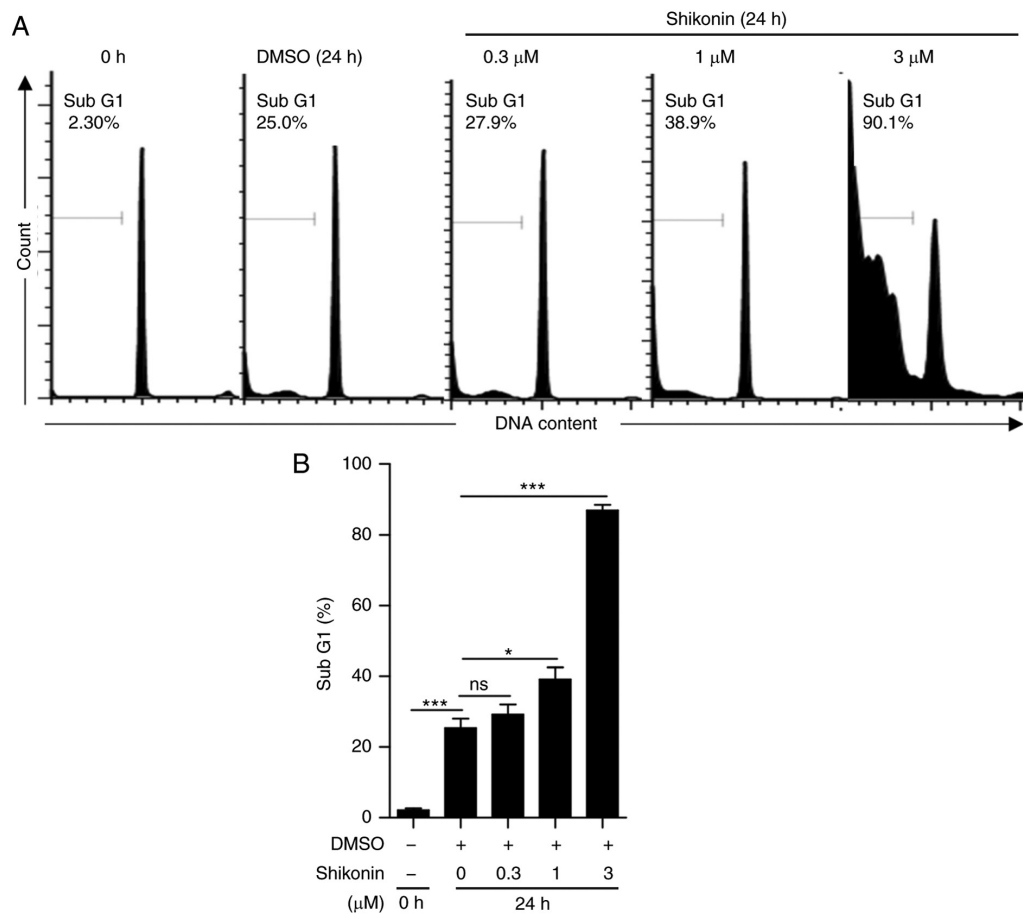 A
Shikonin (24 h)
0 h
DMSO (24 h)
0.3 μM
1 μM
3 μM
Sub G1
2.30%
Sub G1
25.0%
Sub G1
27.9%
Sub G1
38.9%
Sub G1
90.1%
Count
DNA content
B
Sub G1 (%)
100
80
60
40
20
0
***
*
ns
***
DMSO – + + + +
Shikonin – 0 0.3 1 3
(μM) 0 h 24 h